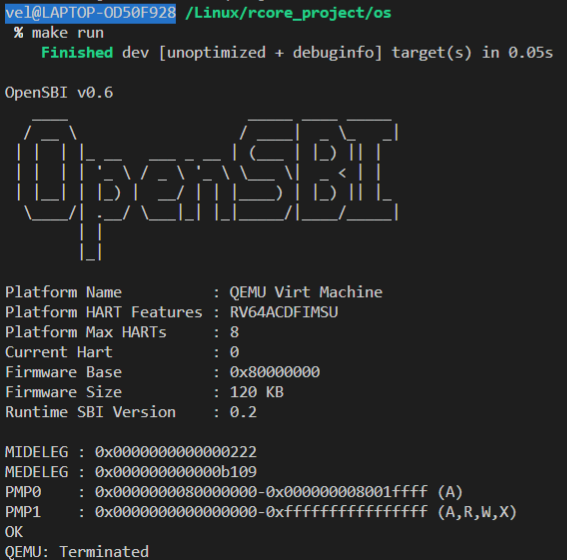 vel@LAPTOP-OD50F928 /Linux/rcore_project/os
% make run
Finished dev [unoptimized + debuginfo] target(s) in 0.05s
OpenSBI v0.6
OpenSBI
Platform Name : QEMU Virt Machine
Platform HART Features : RV64ACDFIMSU
Platform Max HARTs : 8
Current Hart : 0
Firmware Base : 0x80000000
Firmware Size : 120 KB
Runtime SBI Version : 0.2
MIDELEG : 0x0000000000000222
MEDELEG : 0x000000000000b109
PMP0 : 0x0000000080000000-0x000000008001ffff (A)
PMP1 : 0x0000000000000000-0xffffffffffffffff (A,R,W,X)
OK
QEMU: Terminated